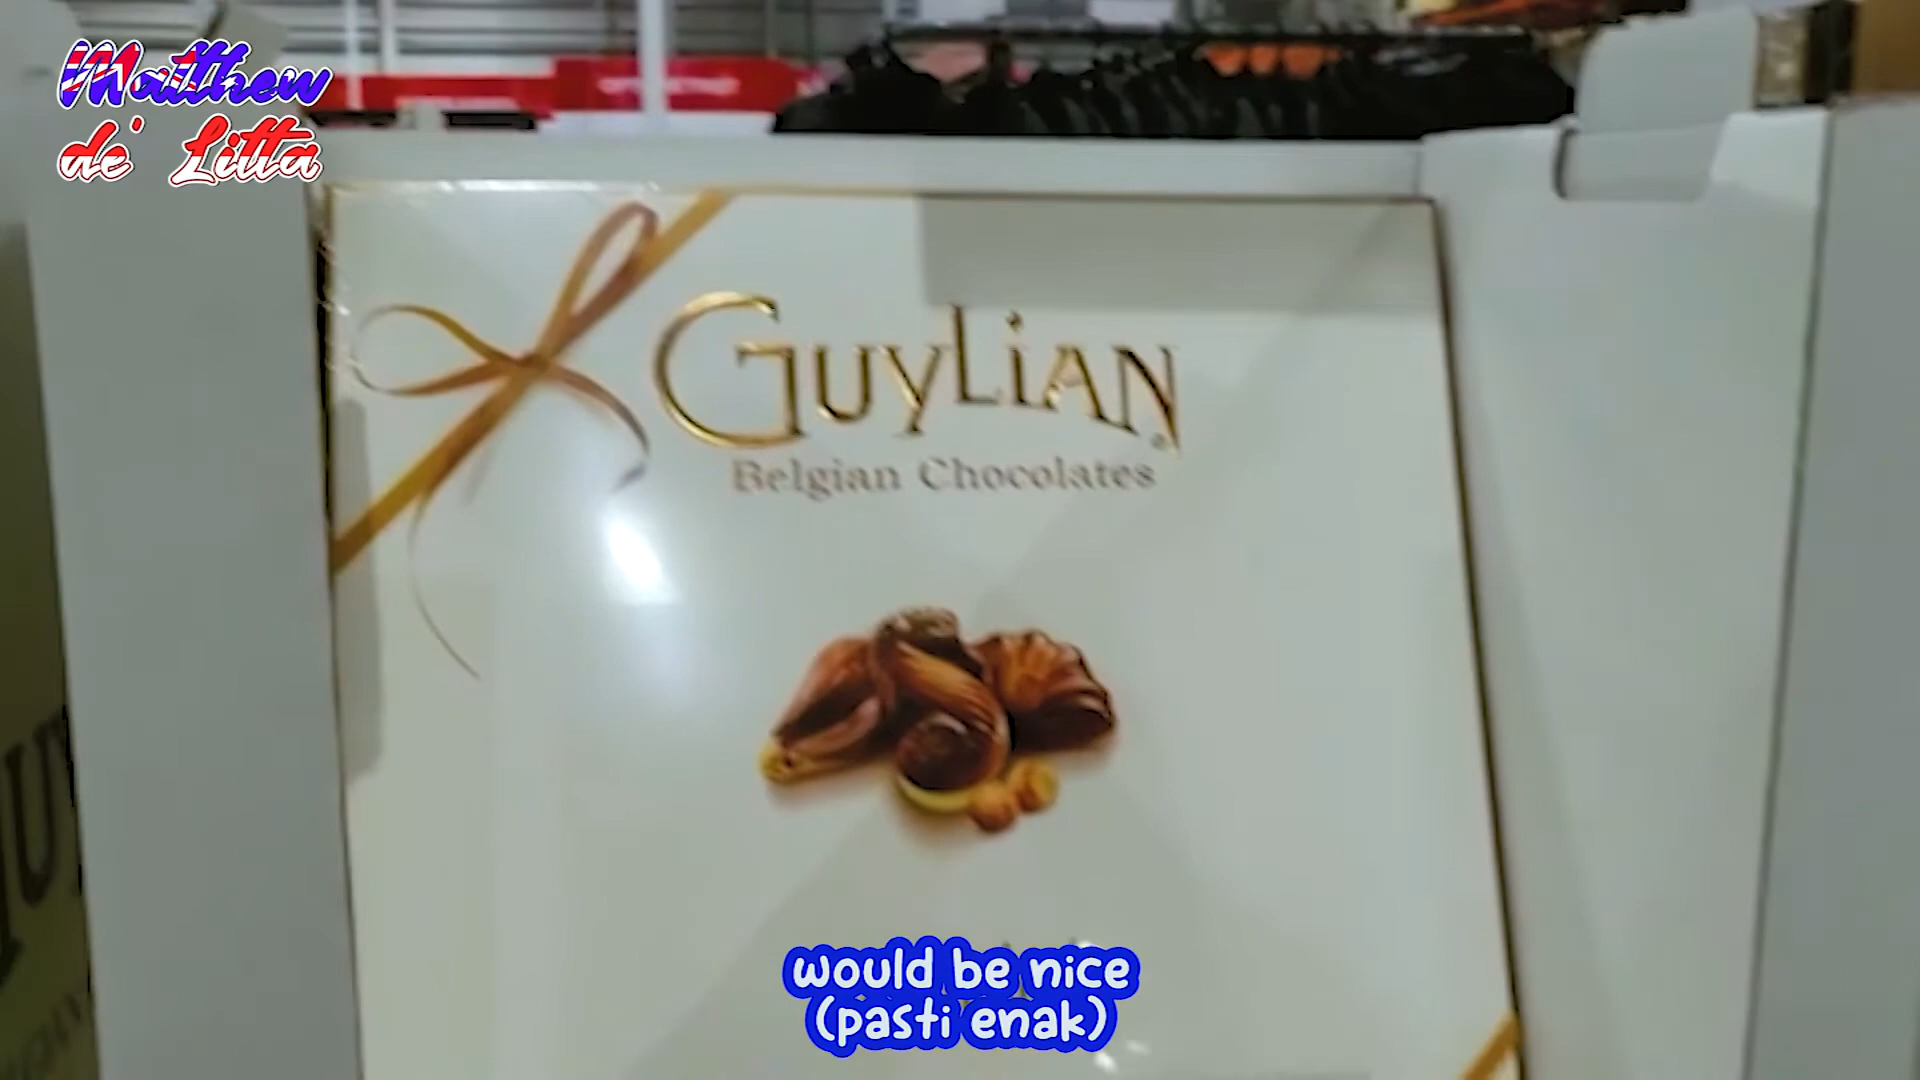 Matthew
de' Litta
GUYLiAN
Belgian Chocolates
would be nice
(pasti enak)